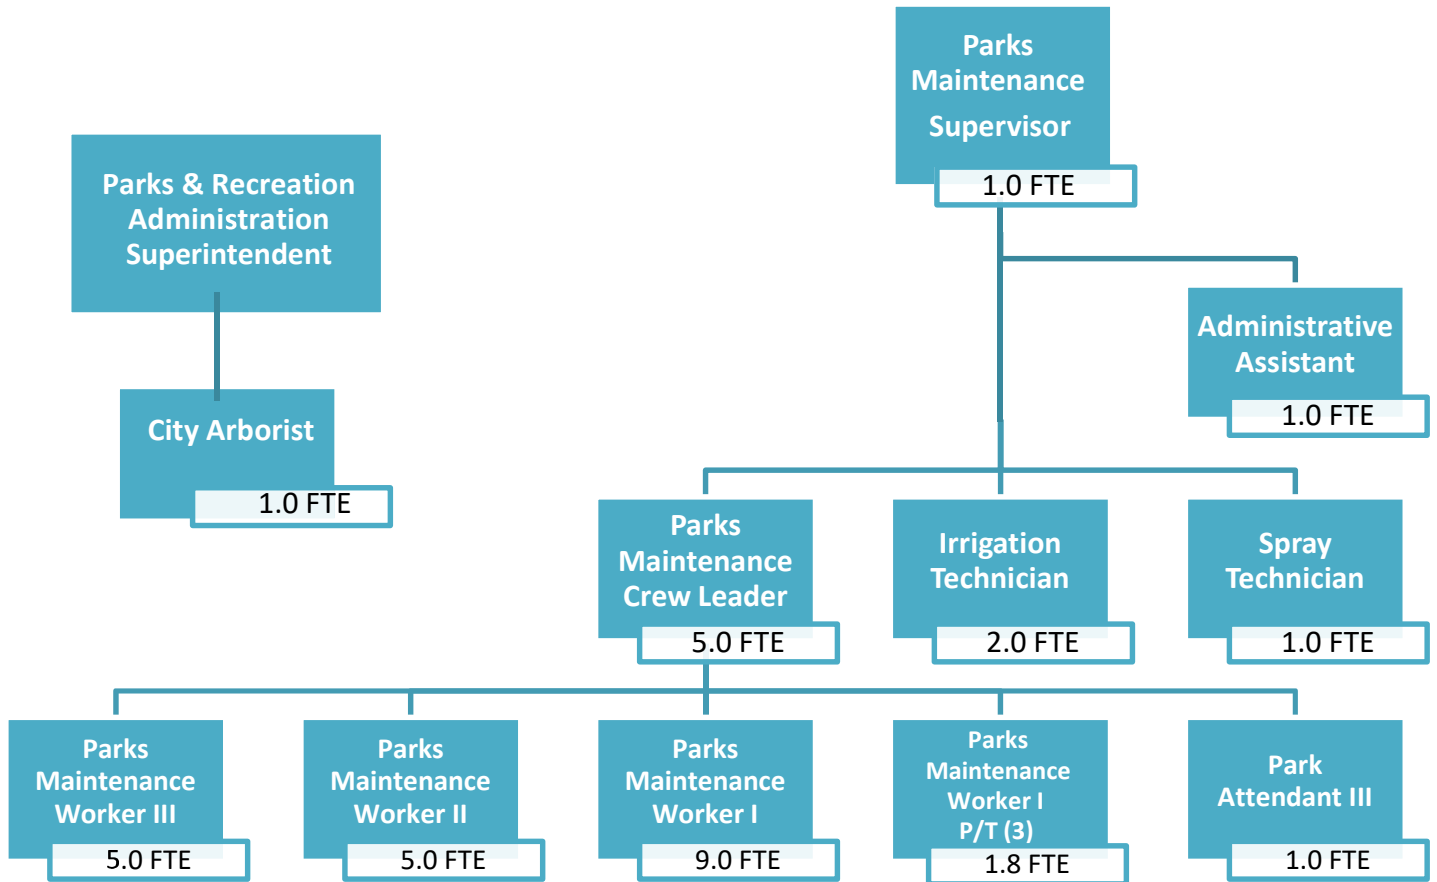 Parks
Maintenance
Supervisor
1.0 FTE
Parks & Recreation
Administration
Superintendent
Administrative
Assistant
1.0 FTE
City Arborist
1.0 FTE
Parks
Maintenance
Crew Leader
5.0 FTE
Irrigation
Technician
2.0 FTE
Spray
Technician
1.0 FTE
Parks
Maintenance
Worker III
5.0 FTE
Parks
Maintenance
Worker II
5.0 FTE
Parks
Maintenance
Worker I
9.0 FTE
Parks
Maintenance
Worker I
P/T (3)
1.8 FTE
Park
Attendant III
1.0 FTE